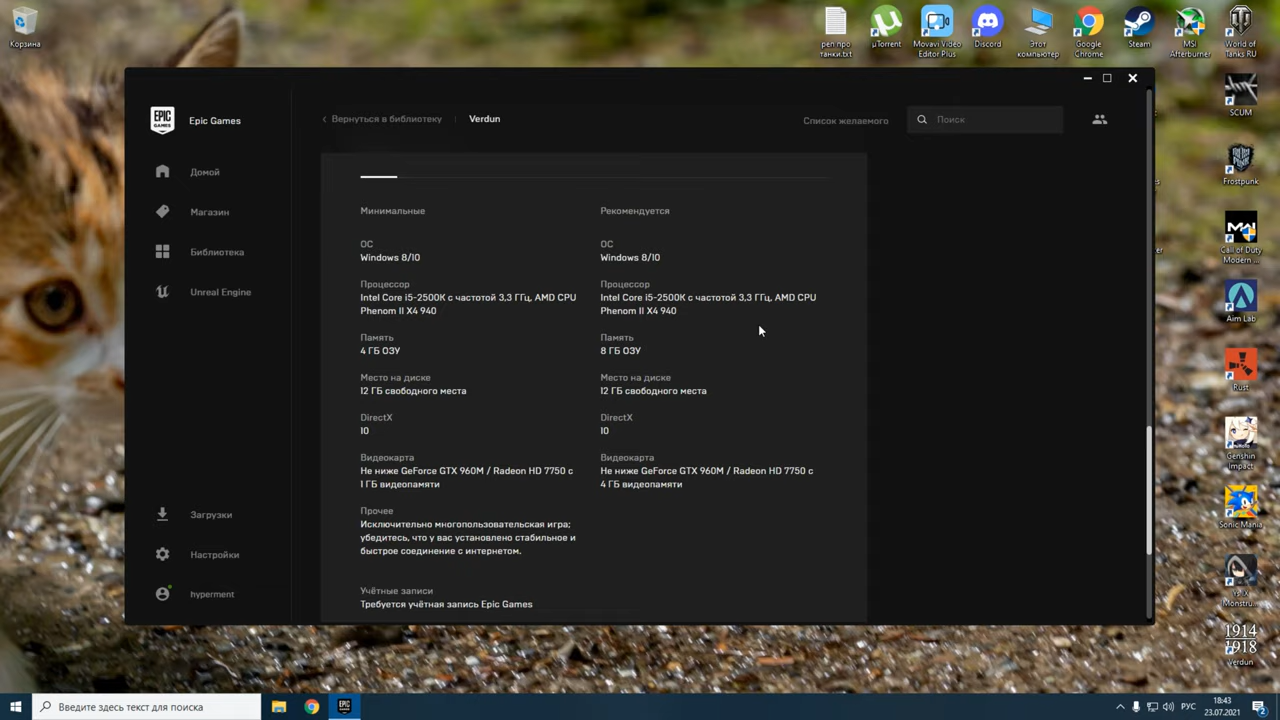 Корзина
реп про
танки.txt
µTorrent
Movavi Video
Editor Plus
Discord
Этот
компьютер
Google
Chrome
Steam
MSI
Afterburner
World of
Tanks RU
EPIC
GAMES
Epic Games
Вернуться в библиотеку
Verdun
Список желаемого
Поиск
Домой
Магазин
Библиотека
Unreal Engine
Загрузки
Настройки
hyperment
Минимальные
ОС
Windows 8/10
Процессор
Intel Core i5-2500K с частотой 3,3 ГГц, AMD CPU
Phenom II X4 940
Память
4 ГБ ОЗУ
Место на диске
12 ГБ свободного места
DirectX
10
Видеокарта
Не ниже GeForce GTX 960M / Radeon HD 7750 с
1 ГБ видеопамяти
Прочее
Исключительно многопользовательская игра;
убедитесь, что у вас установлено стабильное и
быстрое соединение с интернетом.
Учётные записи
Требуется учётная запись Epic Games
Рекомендуется
ОС
Windows 8/10
Процессор
Intel Core i5-2500K с частотой 3,3 ГГц, AMD CPU
Phenom II X4 940
Память
8 ГБ ОЗУ
Место на диске
12 ГБ свободного места
DirectX
10
Видеокарта
Не ниже GeForce GTX 960M / Radeon HD 7750 с
4 ГБ видеопамяти
SCUM
Frostpunk
Call of Duty
Modern ...
Aim Lab
Rust
Genshin
Impact
Sonic Mania
Ys IX
Monstru...
1914
1918
Verdun
Введите здесь текст для поиска
EPIC
РУС
18:43
23.07.2021
2